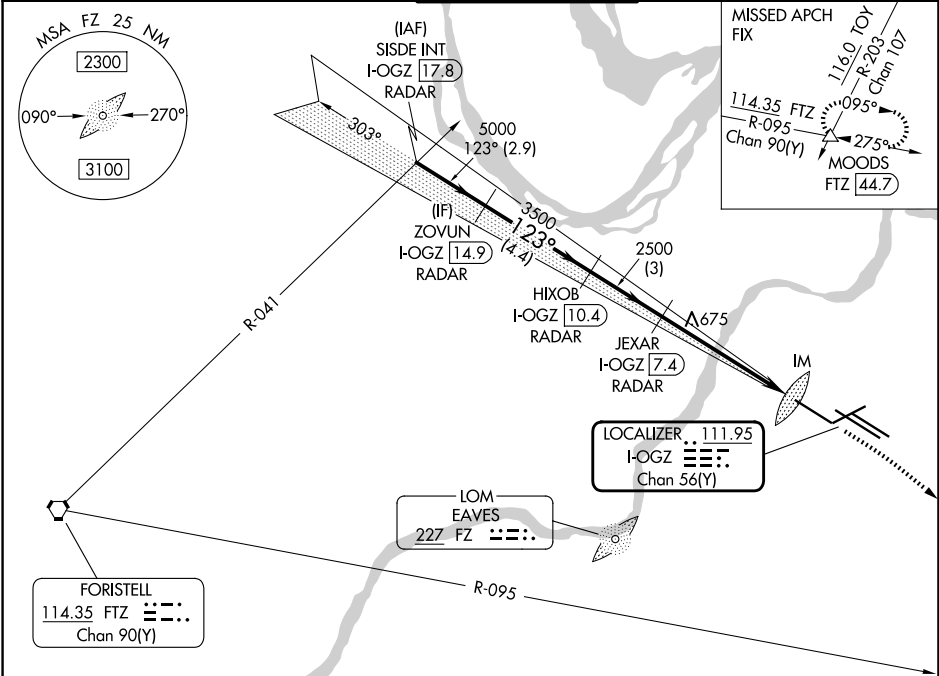 MSA FZ 25 NM
2300
090°
270°
3100
(IAF)
SISDE INT
I-OGZ 17.8
RADAR
303°
5000
123° (2.9)
(IF)
ZOVUN
I-OGZ 14.9
RADAR
3500
123°
(4.4)
2500
(3)
HIXOB
I-OGZ 10.4
RADAR
JEXAR
I-OGZ 7.4
RADAR
675
IM
R-041
LOCALIZER 111.95
I-OGZ
Chan 56(Y)
LOM
EAVES
227 FZ
R-095
FORISTELL
114.35 FTZ
Chan 90(Y)
MISSED APCH
FIX
116.0 TOY
R-203
Chan 107
114.35 FTZ
R-095
Chan 90(Y)
095°
275°
MOODS
FTZ 44.7